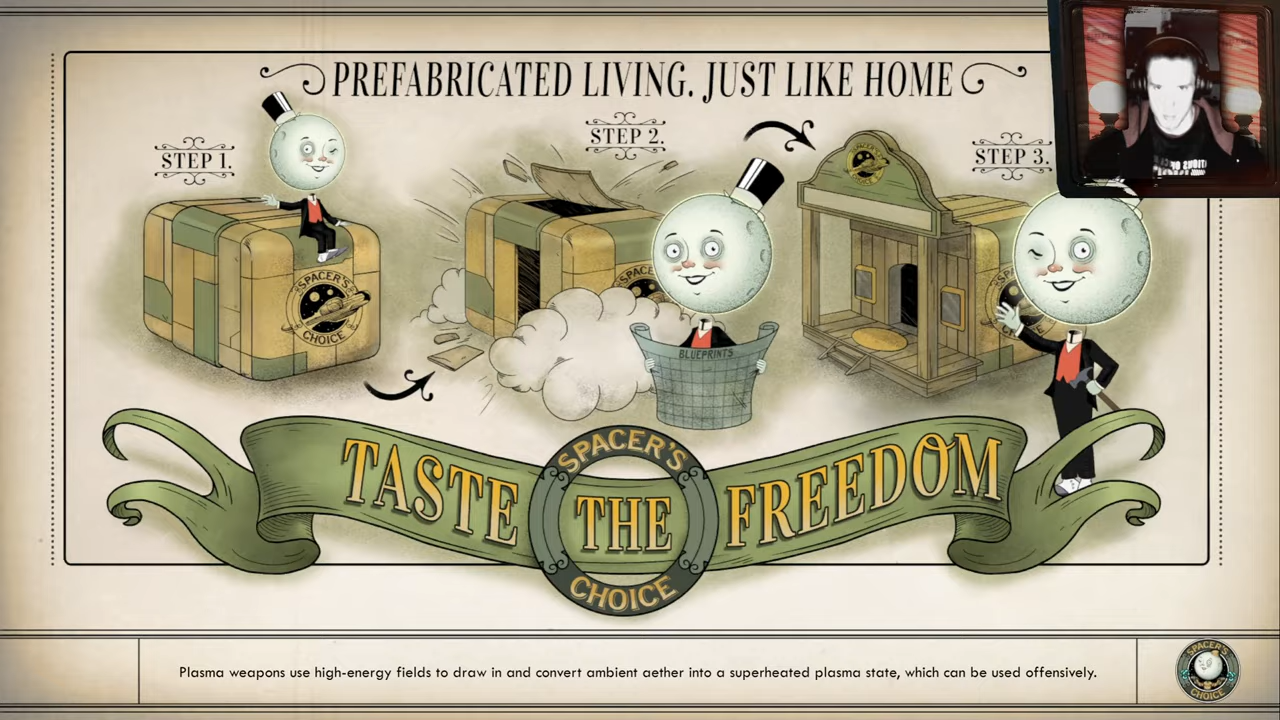 PREFABRICATED LIVING. JUST LIKE HOME
STEP 1.
STEP 2.
STEP 3.
SPACER'S
CHOICE
BLUEPRINTS
TASTE THE FREEDOM
SPACER'S
CHOICE
Plasma weapons use high-energy fields to draw in and convert ambient aether into a superheated plasma state, which can be used offensively.
SPACER'S
CHOICE